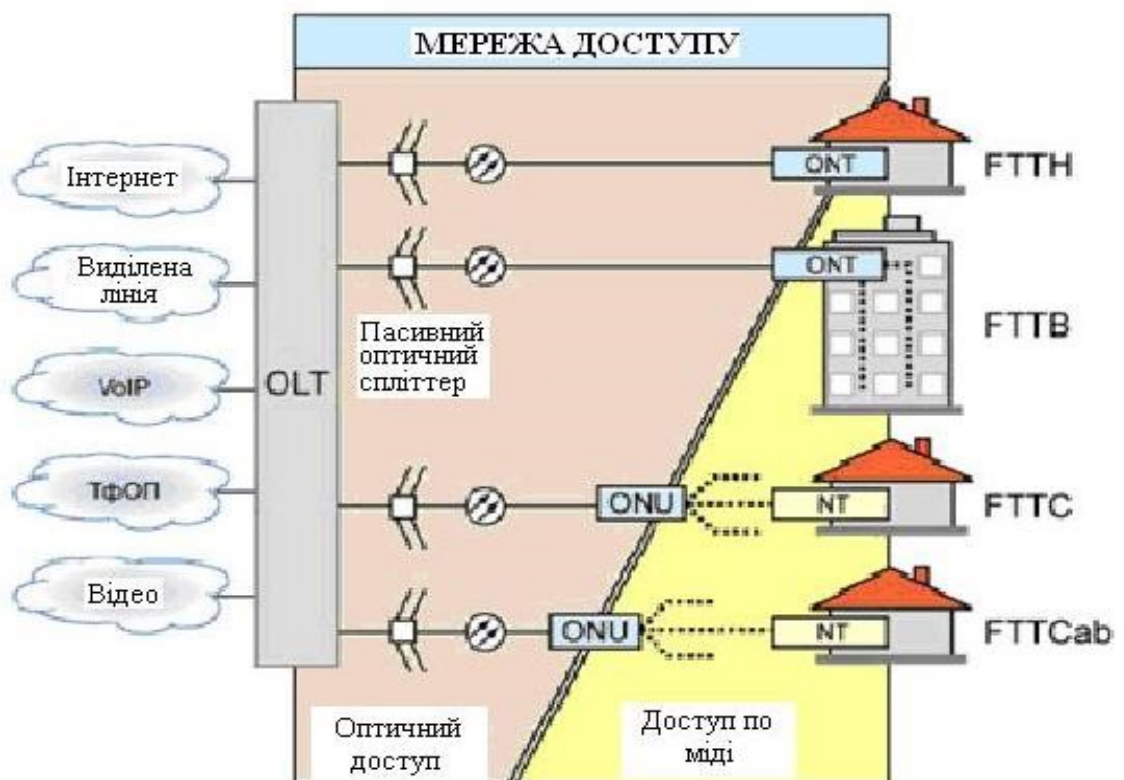 МЕРЕЖА ДОСТУПУ
Інтернет
Виділена
лінія
VoIP
ТфОП
Відео
OLT
Пасивний
оптичний
спліттер
ONT
FTTH
ONT
FTTB
ONU
NT
FTTC
ONU
NT
FTTCab
Оптичний
доступ
Доступ по
міді